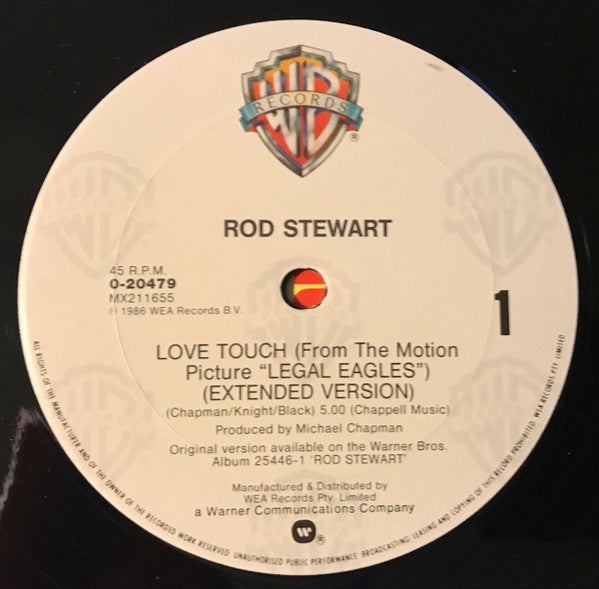 RECORDS
®
ROD STEWART
45 R.P.M.
0-20479
MX211655
℗ 1986 WEA Records B.V.
1
LOVE TOUCH (From The Motion
Picture “LEGAL EAGLES”)
(EXTENDED VERSION)
(Chapman/Knight/Black) 5.00 (Chappell Music)
Produced by Michael Chapman
Original version available on the Warner Bros.
Album 25446-1 ‘ROD STEWART’
Manufactured & Distributed by
WEA Records Pty. Limited
a Warner Communications Company
®
ALL RIGHTS OF THE MANUFACTURER AND OF THE OWNER OF THE RECORDED WORK RESERVED. UNAUTHORISED PUBLIC PERFORMANCE, BROADCASTING, LEASING AND COPYING OF THIS RECORD PROHIBITED. WEA RECORDS PTY. LIMITED